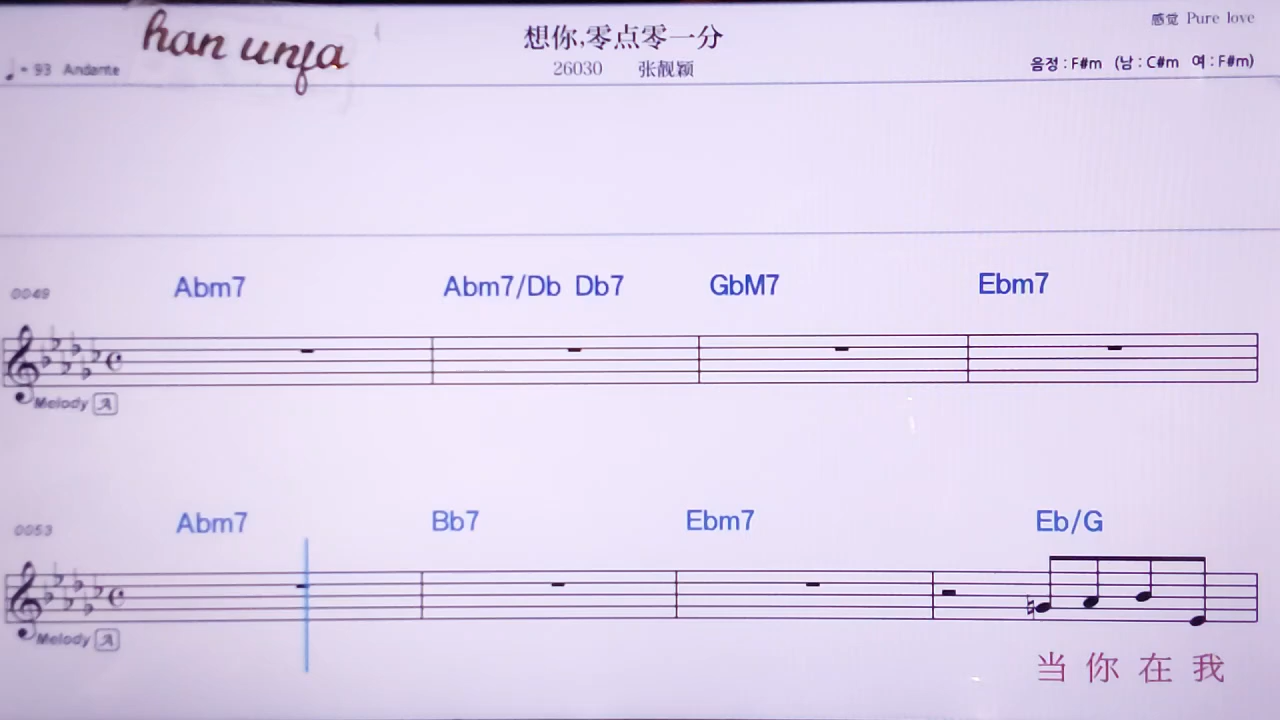 han unfa
想你,零点零一分
感觉 Pure love
♩= 93 Andante
26030 张靓颖
음정 : F#m (남 : C#m 여 : F#m)
0049 Abm7 Abm7/Db Db7 GbM7 Ebm7
Melody A
0053 Abm7 Bb7 Ebm7 Eb/G
Melody A
当 你 在 我